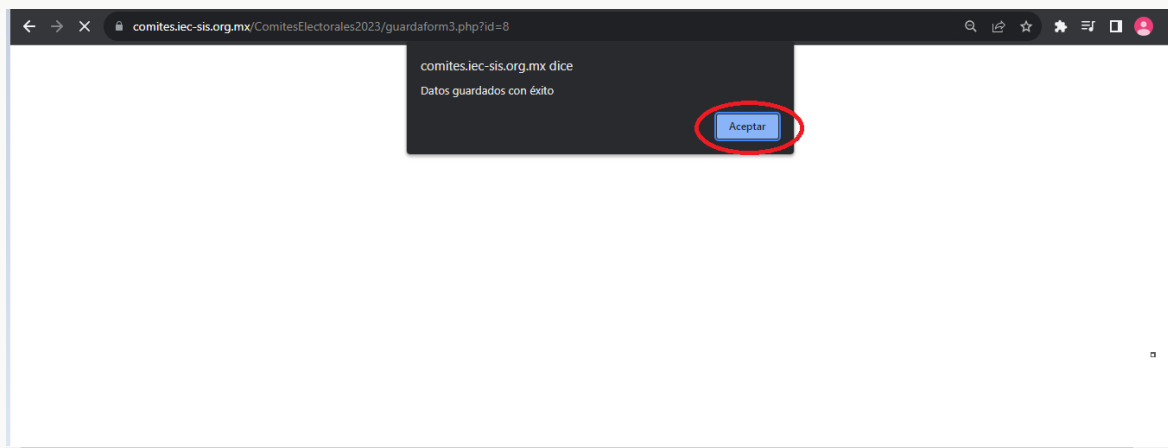 comites.iec-sis.org.mx/ComitesElectorales2023/guardaform3.php?id=8
comites.iec-sis.org.mx dice
Datos guardados con éxito
Aceptar